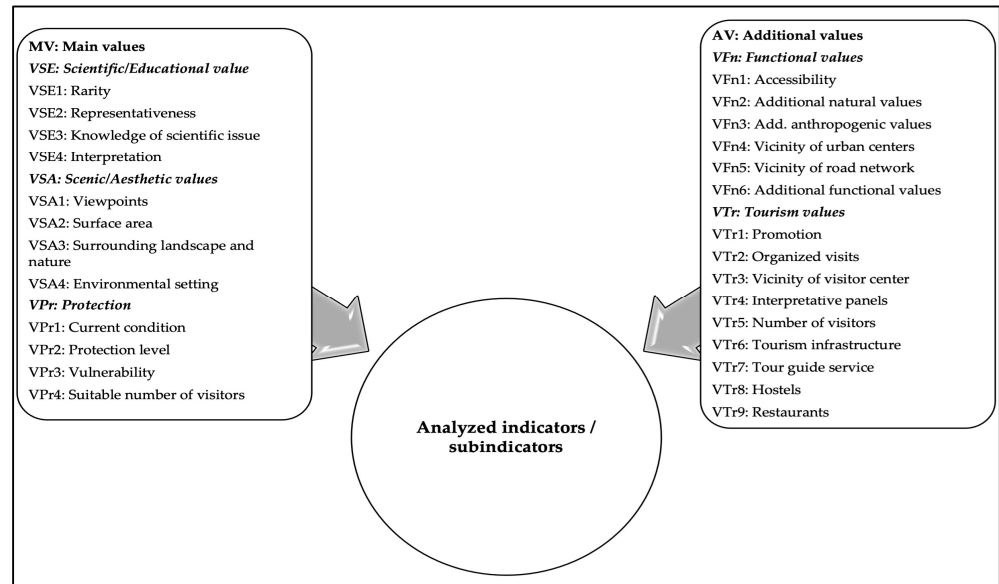 MV: Main values
VSE: Scientific/Educational value
VSE1: Rarity
VSE2: Representativeness
VSE3: Knowledge of scientific issue
VSE4: Interpretation
VSA: Scenic/Aesthetic values
VSA1: Viewpoints
VSA2: Surface area
VSA3: Surrounding landscape and
nature
VSA4: Environmental setting
VPr: Protection
VPr1: Current condition
VPr2: Protection level
VPr3: Vulnerability
VPr4: Suitable number of visitors
AV: Additional values
VFn: Functional values
VFn1: Accessibility
VFn2: Additional natural values
VFn3: Add. anthropogenic values
VFn4: Vicinity of urban centers
VFn5: Vicinity of road network
VFn6: Additional functional values
VTr: Tourism values
VTr1: Promotion
VTr2: Organized visits
VTr3: Vicinity of visitor center
VTr4: Interpretative panels
VTr5: Number of visitors
VTr6: Tourism infrastructure
VTr7: Tour guide service
VTr8: Hostels
VTr9: Restaurants
Analyzed indicators /
subindicators